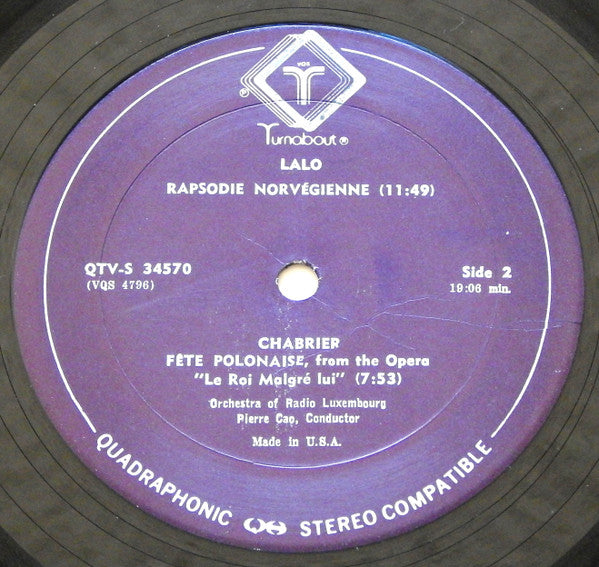 VOX
Turnabout ®
℗
LALO
RAPSODIE NORVÉGIENNE (11:49)
QTV-S 34570
(VQS 4796)
Side 2
19:06 min.
CHABRIER
FÊTE POLONAISE, from the Opera
"Le Roi Malgré lui" (7:53)
Orchestra of Radio Luxembourg
Pierre Cao, Conductor
Made in U.S.A.
QUADRAPHONIC QS STEREO COMPATIBLE